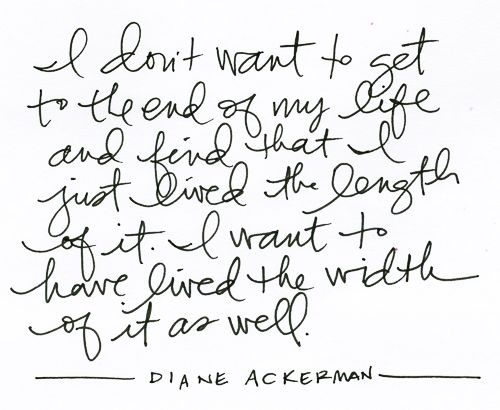 I don't want to get
to the end of my life
and find that I
just lived the length
of it. I want to
have lived the width
of it as well.
DIANE ACKERMAN